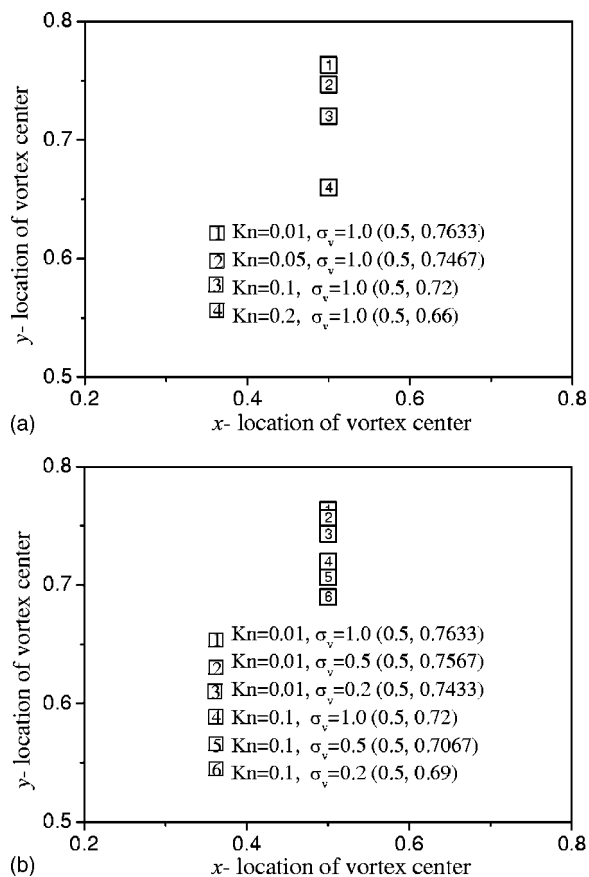 0.8
0.7
0.6
0.5
y- location of vortex center
1
2
3
4
1 Kn=0.01, σv=1.0 (0.5, 0.7633)
2 Kn=0.05, σv=1.0 (0.5, 0.7467)
3 Kn=0.1, σv=1.0 (0.5, 0.72)
4 Kn=0.2, σv=1.0 (0.5, 0.66)
0.2 0.4 0.6 0.8
(a) x- location of vortex center
0.8
0.7
0.6
0.5
y- location of vortex center
1
2
3
4
5
6
1 Kn=0.01, σv=1.0 (0.5, 0.7633)
2 Kn=0.01, σv=0.5 (0.5, 0.7567)
3 Kn=0.01, σv=0.2 (0.5, 0.7433)
4 Kn=0.1, σv=1.0 (0.5, 0.72)
5 Kn=0.1, σv=0.5 (0.5, 0.7067)
6 Kn=0.1, σv=0.2 (0.5, 0.69)
0.2 0.4 0.6 0.8
(b) x- location of vortex center